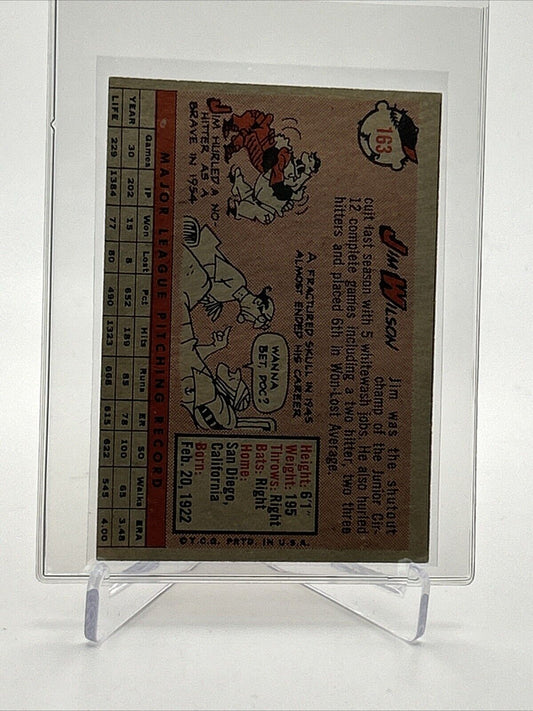 163
JIM WILSON
Jim was the shutout
champ of the Junior Cir-
cuit last season with 5 whitewash jobs. He also hurled
12 complete games including a two hitter, two three
hitters and placed 6th in Won-Lost Average.
JIM HURLED A NO-
HITTER AS A
BRAVE IN 1954
A FRACTURED SKULL IN 1945
ALMOST ENDED HIS CAREER
WANNA
BET, DOC?
Height: 6'1"
Weight: 195
Throws: Right
Bats: Right
Home:
San Diego,
California
Born:
Feb. 20, 1922
MAJOR LEAGUE PITCHING RECORD
Games IP Won Lost Pct Hits Runs ER SO Walks ERA
YEAR 30 202 15 8 .652 189 85 78 100 65 3.48
LIFE 229 1384 77 80 .490 1323 668 615 622 545 4.00
©T.C.G. PRTD. IN U.S.A.